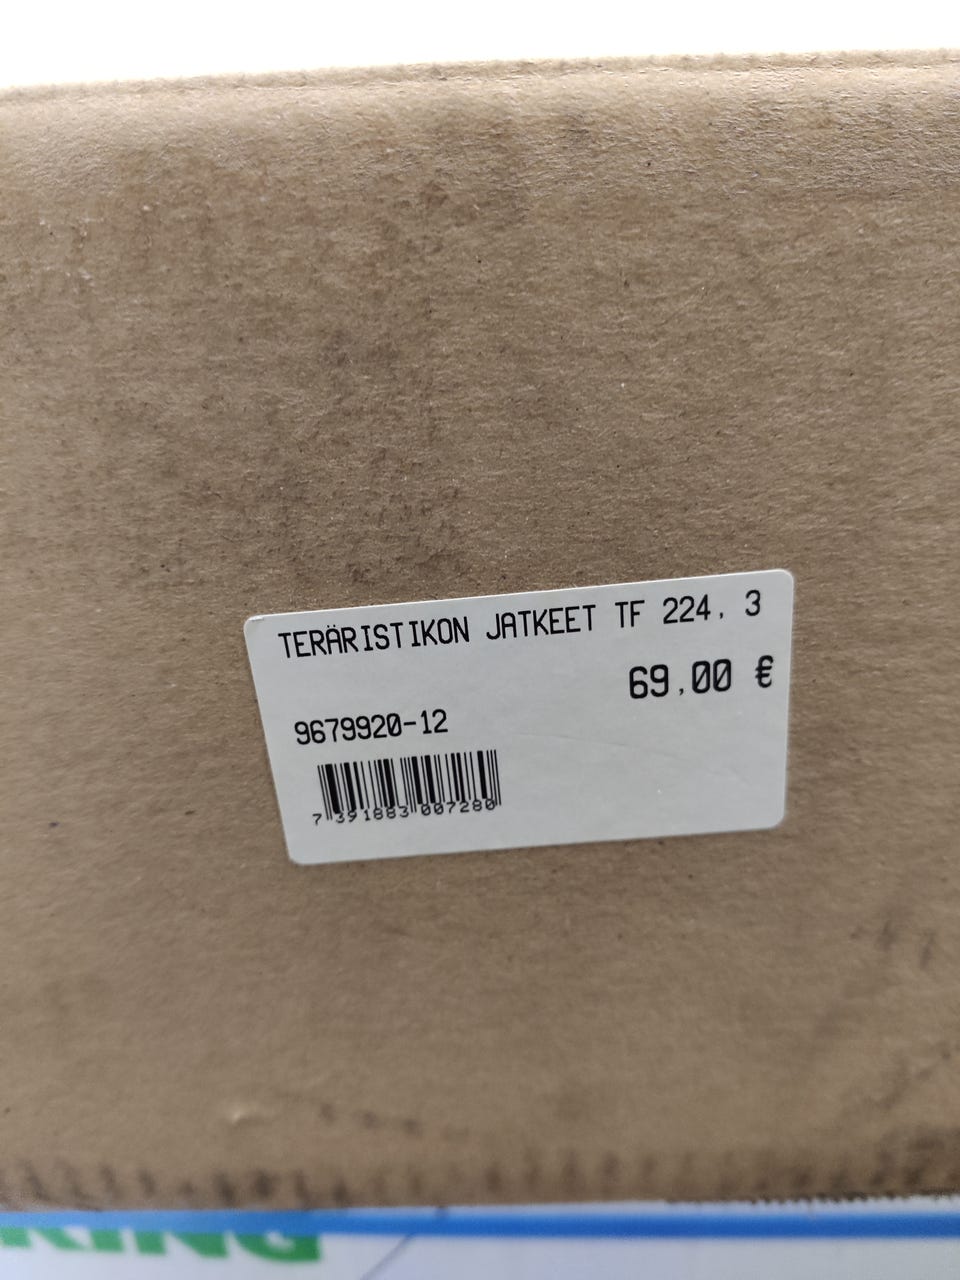 TERÄRISTIKON JATKEET TF 224, 3
69,00 €
9679920-12
7 391883 007280